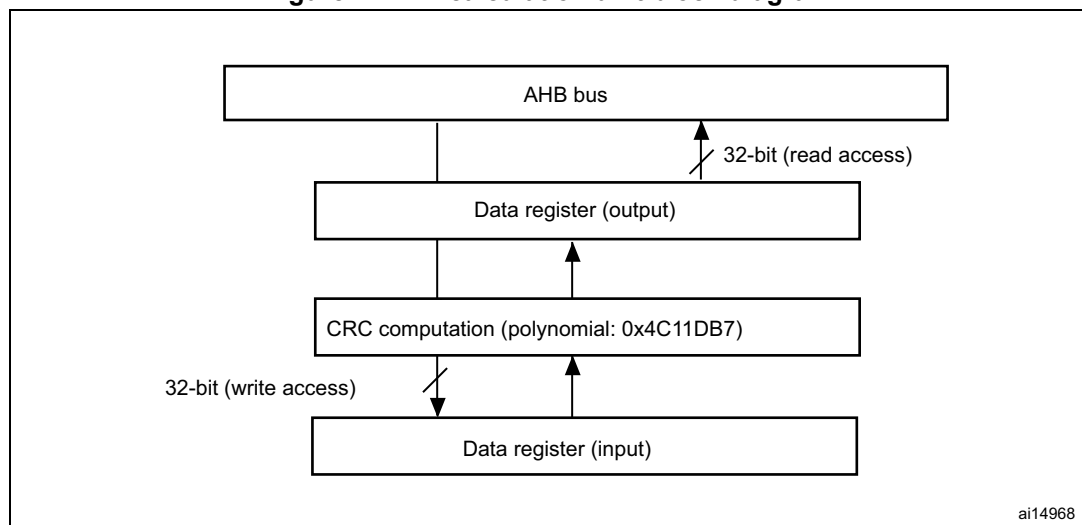 AHB bus
32-bit (read access)
Data register (output)
CRC computation (polynomial: 0x4C11DB7)
32-bit (write access)
Data register (input)
ai14968